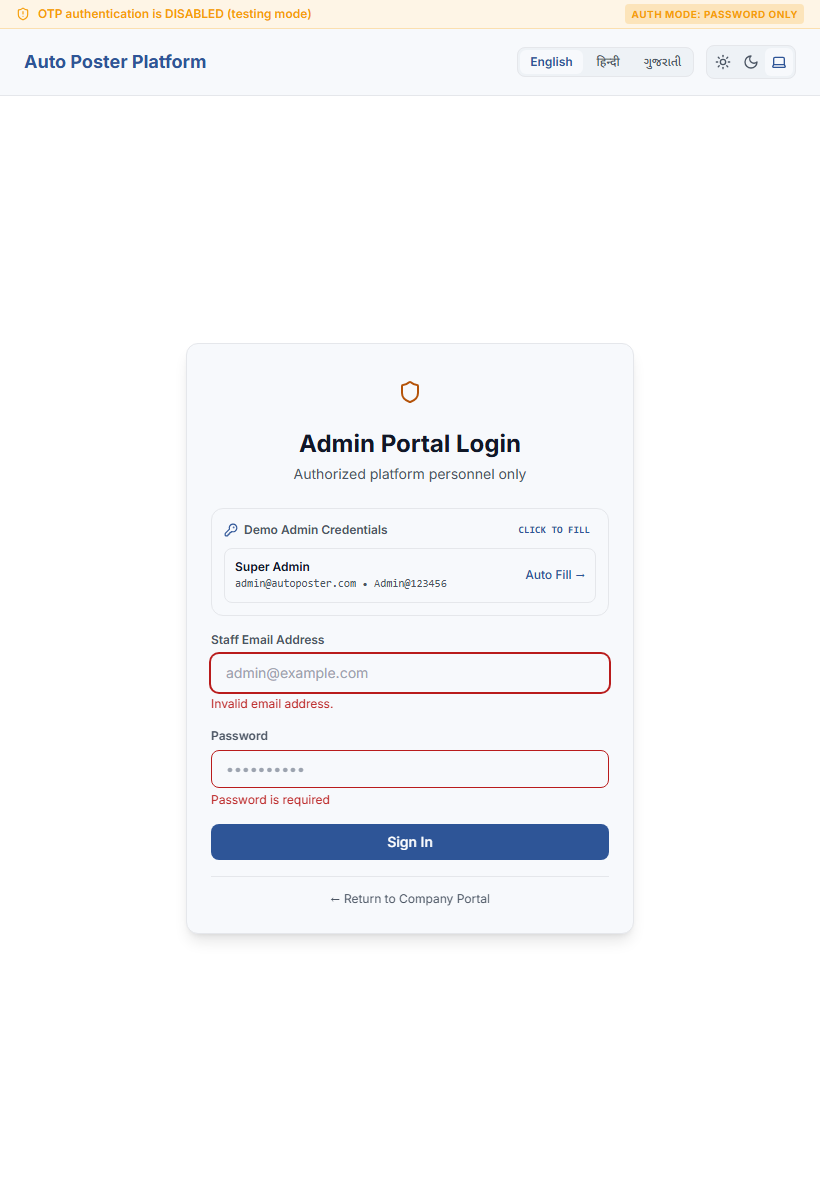 OTP authentication is DISABLED (testing mode)
AUTH MODE: PASSWORD ONLY
Auto Poster Platform
English
हिन्दी
ગુજરાતી
Admin Portal Login
Authorized platform personnel only
Demo Admin Credentials
CLICK TO FILL
Super Admin
admin@autoposter.com • Admin@123456
Auto Fill →
Staff Email Address
admin@example.com
Invalid email address.
Password
••••••••••
Password is required
Sign In
← Return to Company Portal